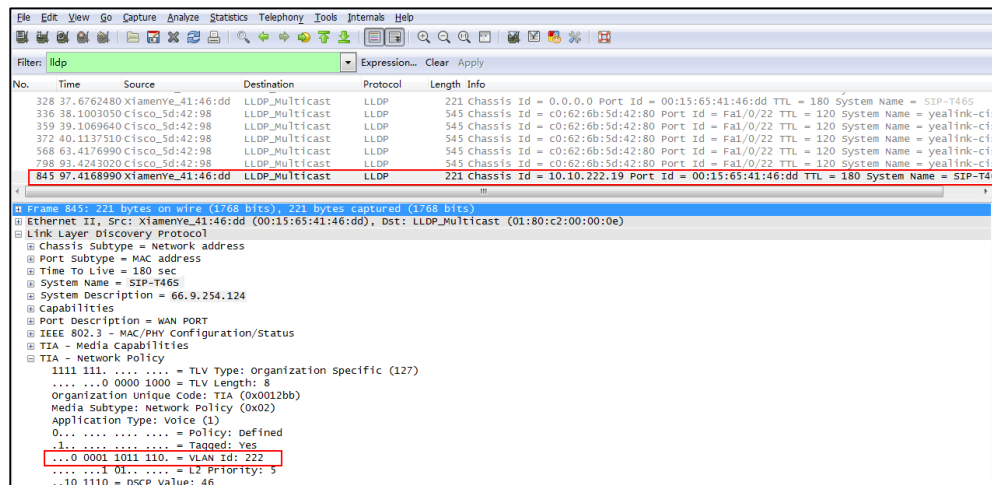 File Edit View Go Capture Analyze Statistics Telephony Tools Internals Help
Filter: lldp Expression... Clear Apply
No. Time Source Destination Protocol Length Info
328 37.6762480 XiamenYe_41:46:dd LLDP_Multicast LLDP 221 Chassis Id = 0.0.0.0 Port Id = 00:15:65:41:46:dd TTL = 180 System Name = SIP-T46S
336 38.1003050 Cisco_5d:42:98 LLDP_Multicast LLDP 545 Chassis Id = c0:62:6b:5d:42:80 Port Id = Fa1/0/22 TTL = 120 System Name = yealink-cis
359 39.1069640 Cisco_5d:42:98 LLDP_Multicast LLDP 545 Chassis Id = c0:62:6b:5d:42:80 Port Id = Fa1/0/22 TTL = 120 System Name = yealink-cis
372 40.1137510 Cisco_5d:42:98 LLDP_Multicast LLDP 545 Chassis Id = c0:62:6b:5d:42:80 Port Id = Fa1/0/22 TTL = 120 System Name = yealink-cis
568 63.4176990 Cisco_5d:42:98 LLDP_Multicast LLDP 545 Chassis Id = c0:62:6b:5d:42:80 Port Id = Fa1/0/22 TTL = 120 System Name = yealink-cis
798 93.4243020 Cisco_5d:42:98 LLDP_Multicast LLDP 545 Chassis Id = c0:62:6b:5d:42:80 Port Id = Fa1/0/22 TTL = 120 System Name = yealink-cis
845 97.4168990 XiamenYe_41:46:dd LLDP_Multicast LLDP 221 Chassis Id = 10.10.222.19 Port Id = 00:15:65:41:46:dd TTL = 180 System Name = SIP-T46
Frame 845: 221 bytes on wire (1768 bits), 221 bytes captured (1768 bits)
Ethernet II, Src: XiamenYe_41:46:dd (00:15:65:41:46:dd), Dst: LLDP_Multicast (01:80:c2:00:00:0e)
Link Layer Discovery Protocol
Chassis Subtype = Network address
Port Subtype = MAC address
Time To Live = 180 sec
System Name = SIP-T46S
System Description = 66.9.254.124
Capabilities
Port Description = WAN PORT
IEEE 802.3 - MAC/PHY Configuration/Status
TIA - Media Capabilities
TIA - Network Policy
1111 111. .... .... = TLV Type: Organization Specific (127)
.... ...0 0000 1000 = TLV Length: 8
Organization Unique Code: TIA (0x0012bb)
Media Subtype: Network Policy (0x02)
Application Type: Voice (1)
0... .... .... .... = Policy: Defined
.1.. .... .... .... = Tagged: Yes
...0 0001 1011 110. = VLAN Id: 222
.... ...1 01.. .... = L2 Priority: 5
..10 1110 = DSCP Value: 46